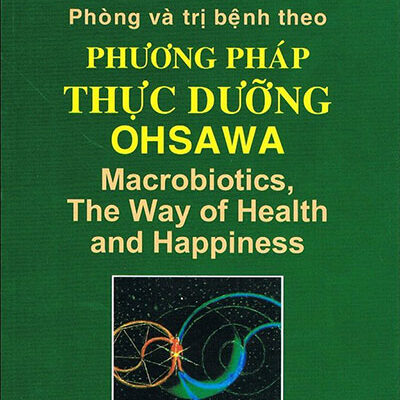 Phòng và trị bệnh theo
PHƯƠNG PHÁP
THỰC DƯỠNG
OHSAWA
Macrobiotics,
The Way of Health
and Happiness